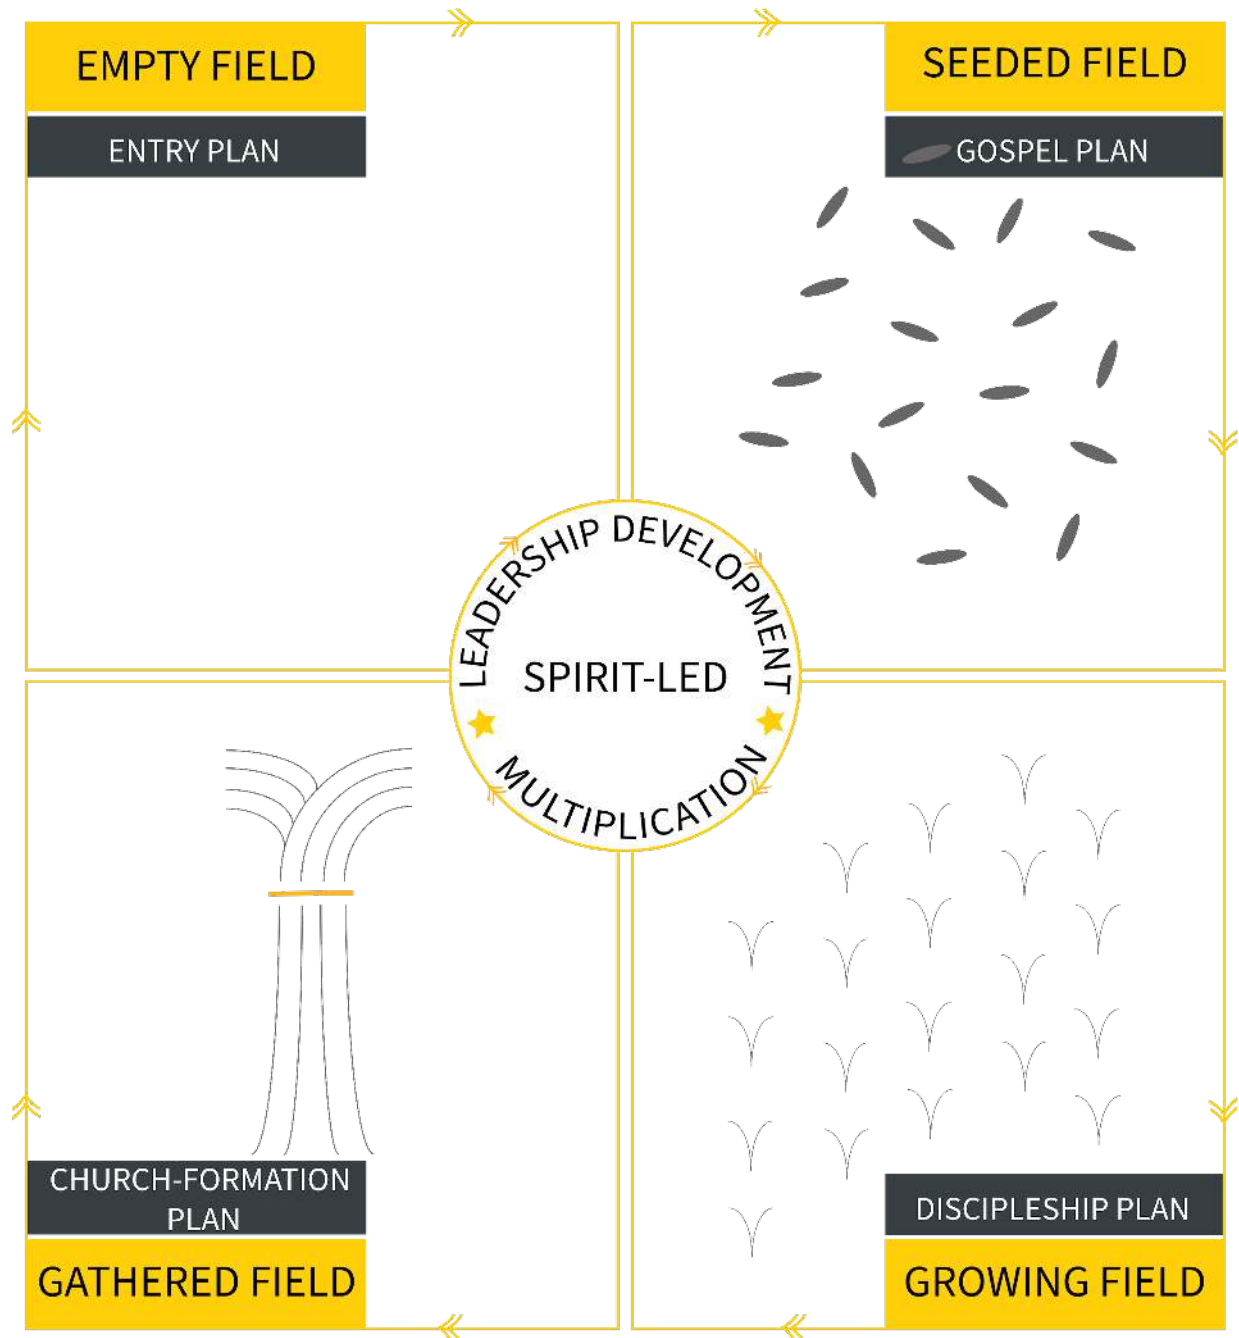 EMPTY FIELD
ENTRY PLAN
SEEDED FIELD
GOSPEL PLAN
LEADERSHIP DEVELOPMENT
SPIRIT-LED
MULTIPLICATION
CHURCH-FORMATION
PLAN
GATHERED FIELD
DISCIPLESHIP PLAN
GROWING FIELD